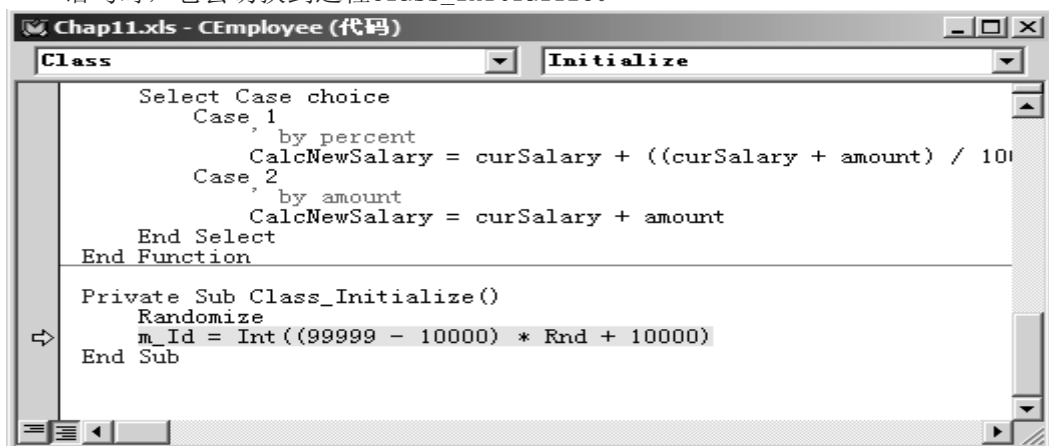 Chap11.xls - CEmployee (代码)
Class
Initialize
Select Case choice
Case 1
' by percent
CalcNewSalary = curSalary + ((curSalary + amount) / 10
Case 2
' by amount
CalcNewSalary = curSalary + amount
End Select
End Function
Private Sub Class_Initialize()
Randomize
m_Id = Int((99999 - 10000) * Rnd + 10000)
End Sub